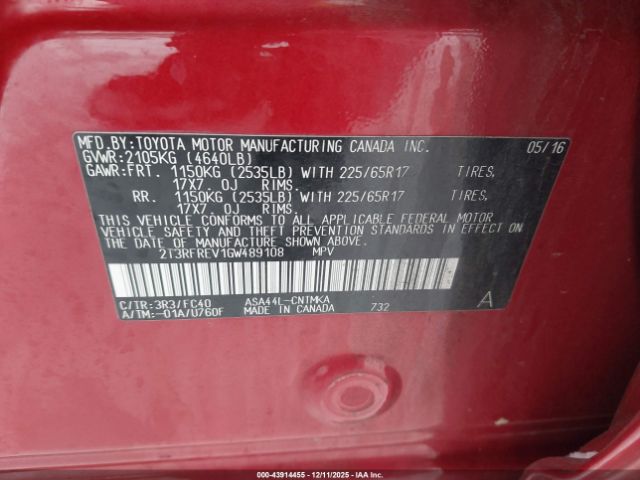 MFD.BY:TOYOTA MOTOR MANUFACTURING CANADA INC. 05/16
GVWR:2105KG (4640LB)
GAWR:FRT. 1150KG (2535LB) WITH 225/65R17 TIRES,
17X7.0J RIMS.
RR. 1150KG (2535LB) WITH 225/65R17 TIRES,
17X7.0J RIMS.
THIS VEHICLE CONFORMS TO ALL APPLICABLE FEDERAL MOTOR
VEHICLE SAFETY AND THEFT PREVENTION STANDARDS IN EFFECT ON
THE DATE OF MANUFACTURE SHOWN ABOVE.
2T3RFREV1GW489108 MPV
C/TR:3R3/FC40 ASA44L-CNTMKA A
A/TM:-01A/U760F MADE IN CANADA 732
000-43914455 - 12/11/2025 - IAAI.COM